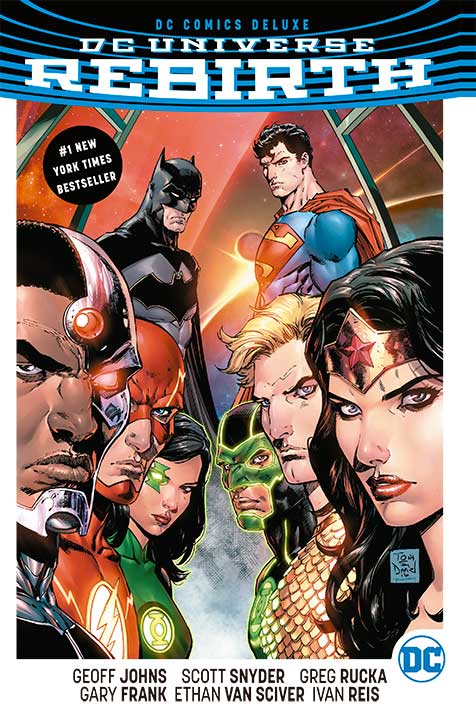 DC COMICS DELUXE
DC UNIVERSE
REBIRTH
#1 NEW
YORK TIMES
BESTSELLER
GEOFF JOHNS SCOTT SNYDER GREG RUCKA
GARY FRANK ETHAN VAN SCIVER IVAN REIS
DC